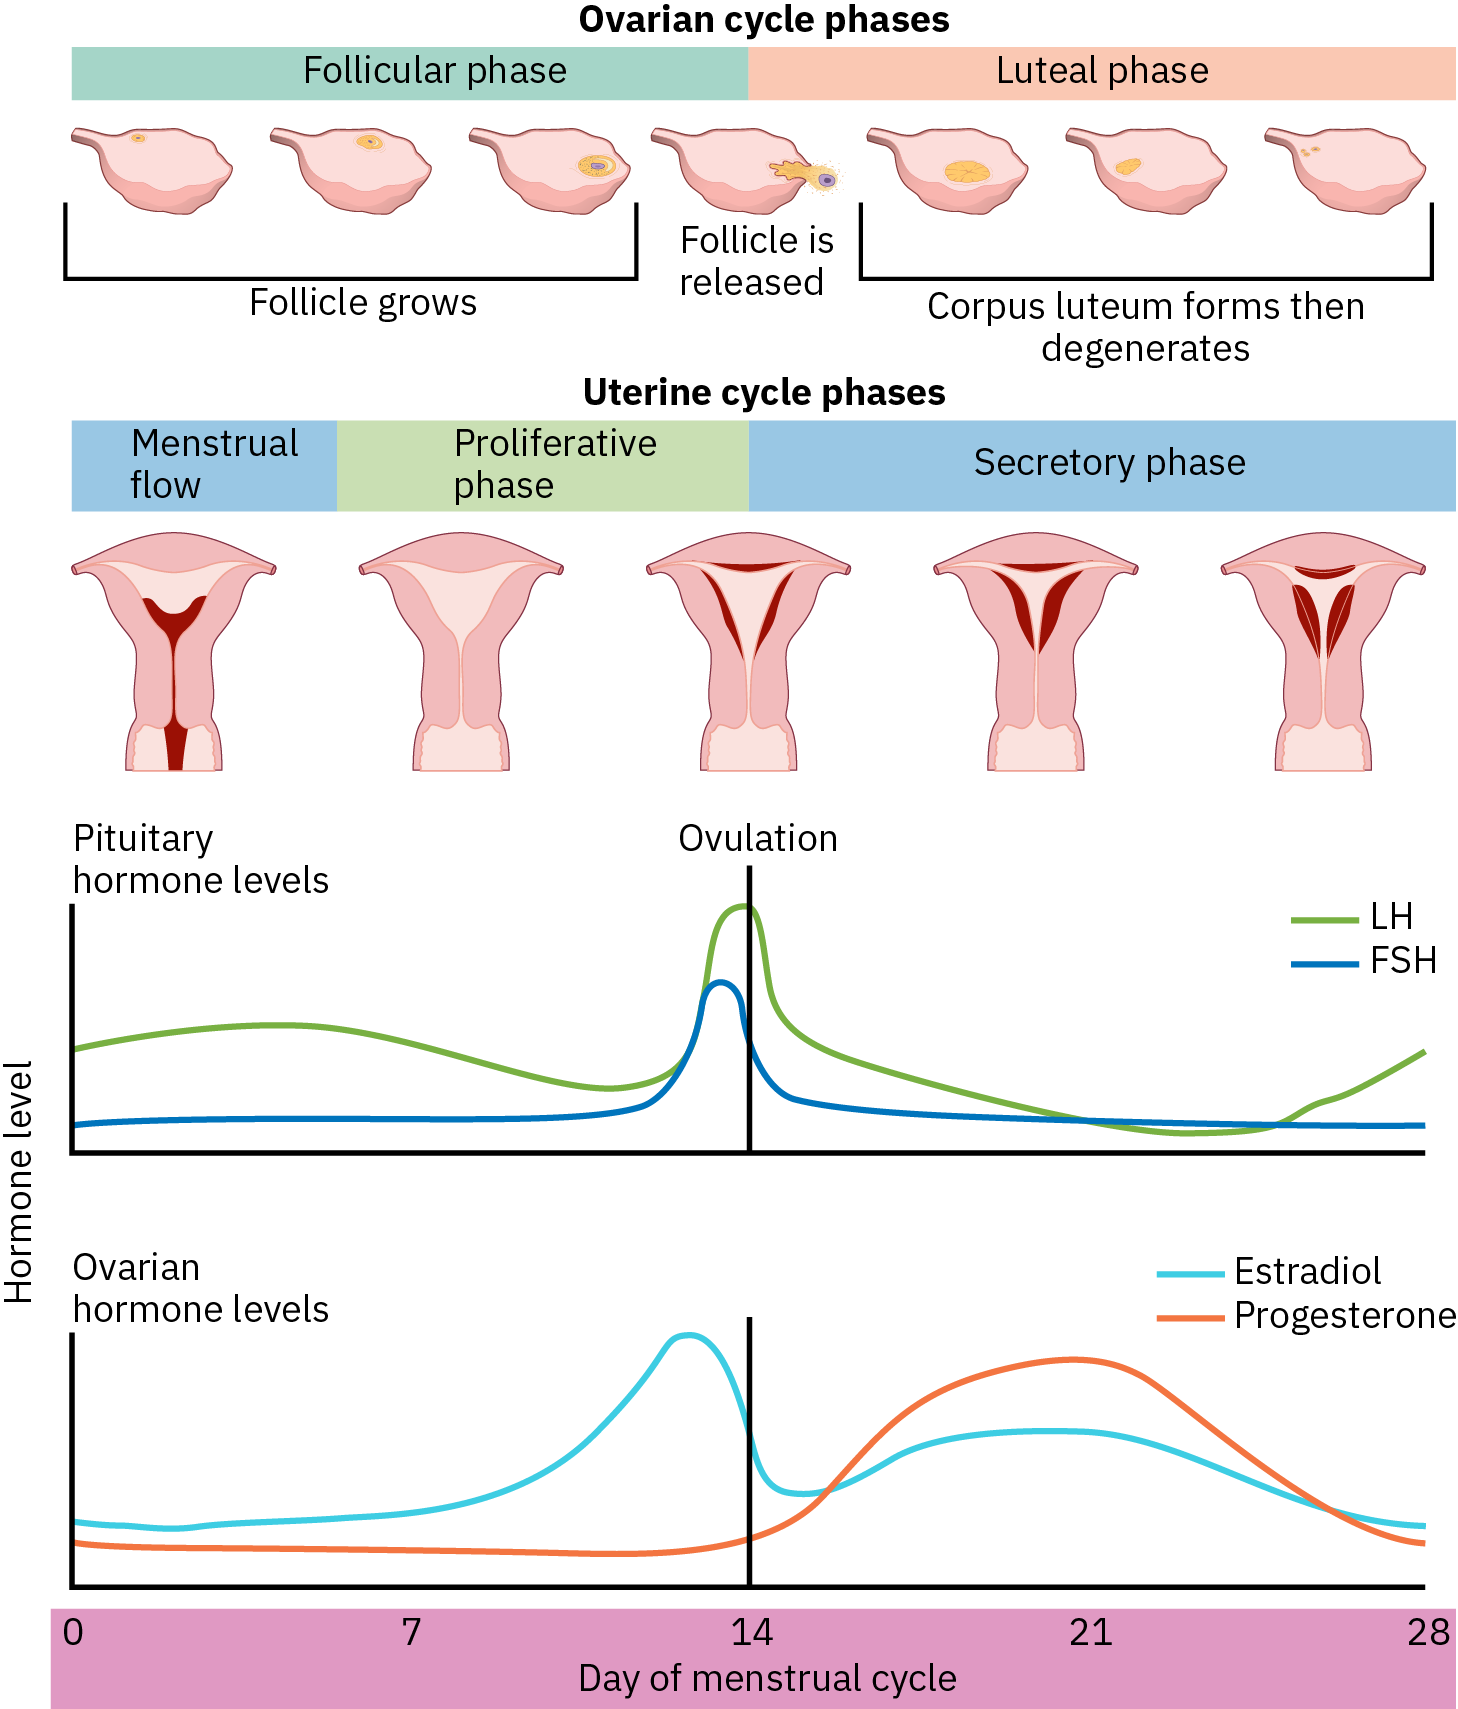 Ovarian cycle phases
Follicular phase
Luteal phase
Follicle grows
Follicle is
released
Corpus luteum forms then
degenerates
Uterine cycle phases
Menstrual
flow
Proliferative
phase
Secretory phase
Pituitary
hormone levels
Ovulation
LH
FSH
Hormone level
Ovarian
hormone levels
Estradiol
Progesterone
0 7 14 21 28
Day of menstrual cycle